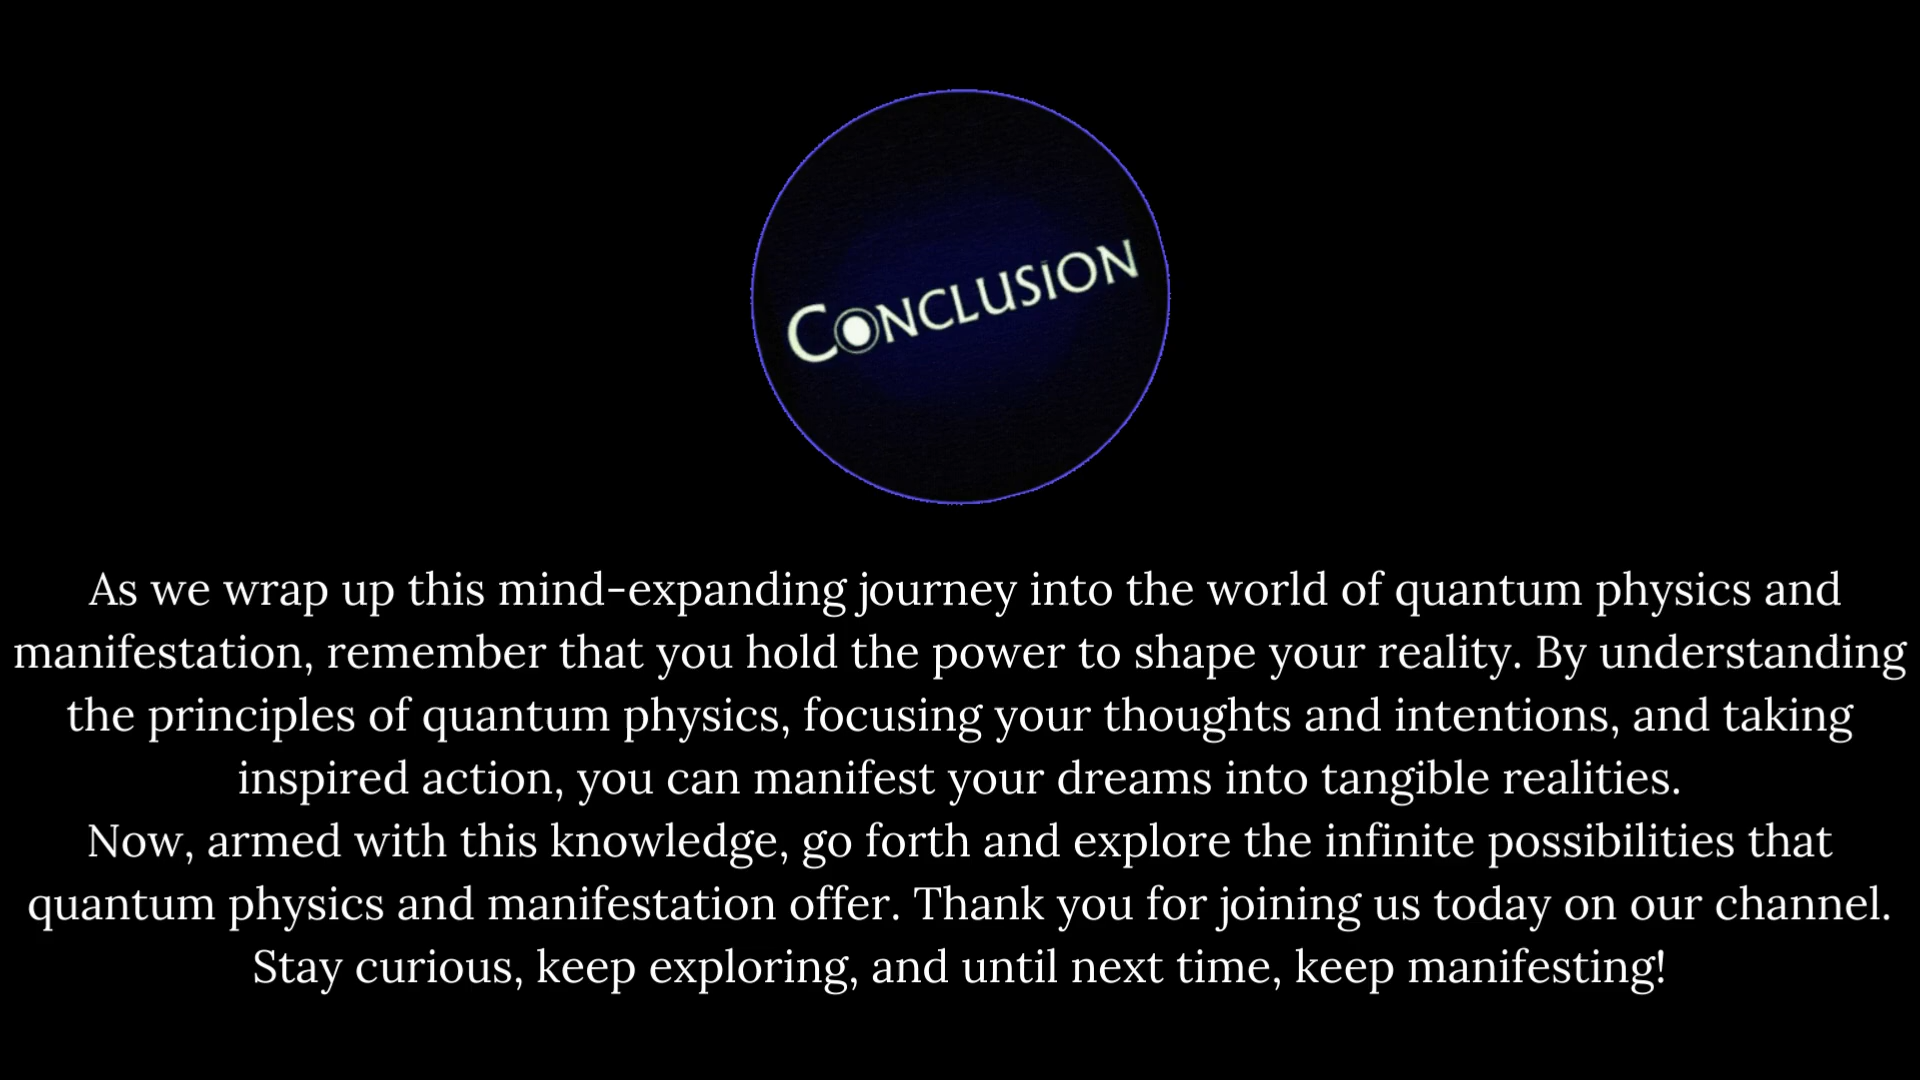 CONCLUSION
As we wrap up this mind-expanding journey into the world of quantum physics and
manifestation, remember that you hold the power to shape your reality. By understanding
the principles of quantum physics, focusing your thoughts and intentions, and taking
inspired action, you can manifest your dreams into tangible realities.
Now, armed with this knowledge, go forth and explore the infinite possibilities that
quantum physics and manifestation offer. Thank you for joining us today on our channel.
Stay curious, keep exploring, and until next time, keep manifesting!